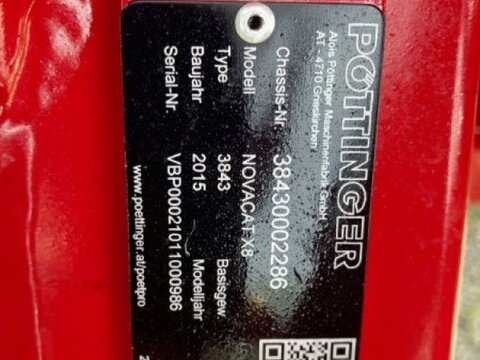 PÖTTINGER
Alois Pöttinger Maschinenfabrik GmbH
AT - 4710 Grieskirchen
Chassis-Nr. 38430002286
Modell NOVACAT X8
Type 3843 Basisgew.
Baujahr 2015 Modelljahr
Serial-Nr. VBP00021011000986
www.poettinger.at/poetpro